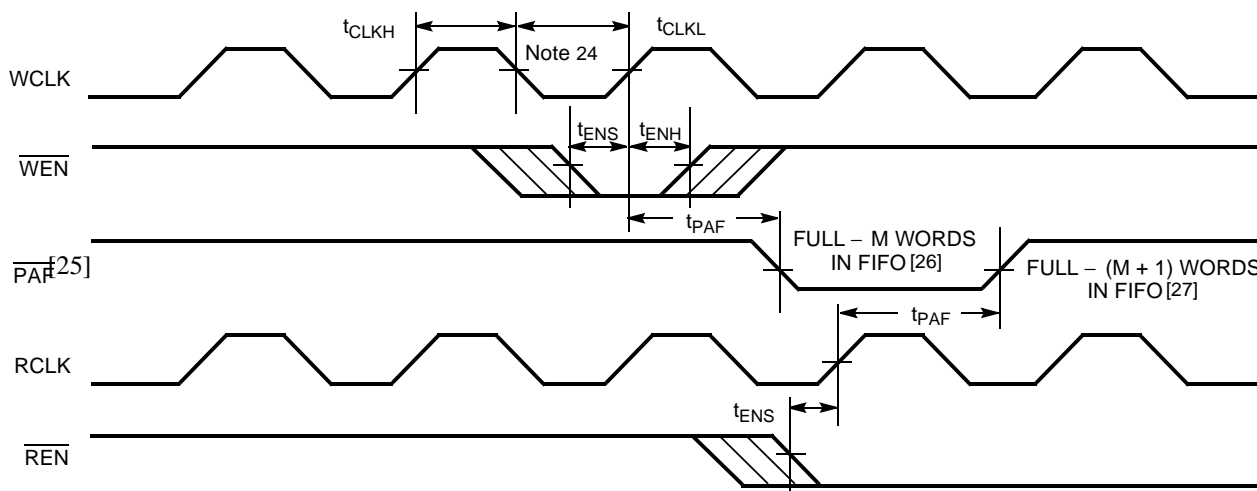 tCLKH
tCLKL
Note 24
WCLK
tENS
tENH
WEN
tPAF
FULL – M WORDS
IN FIFO [26]
PAF[25]
FULL – (M + 1) WORDS
IN FIFO [27]
tPAF
RCLK
tENS
REN